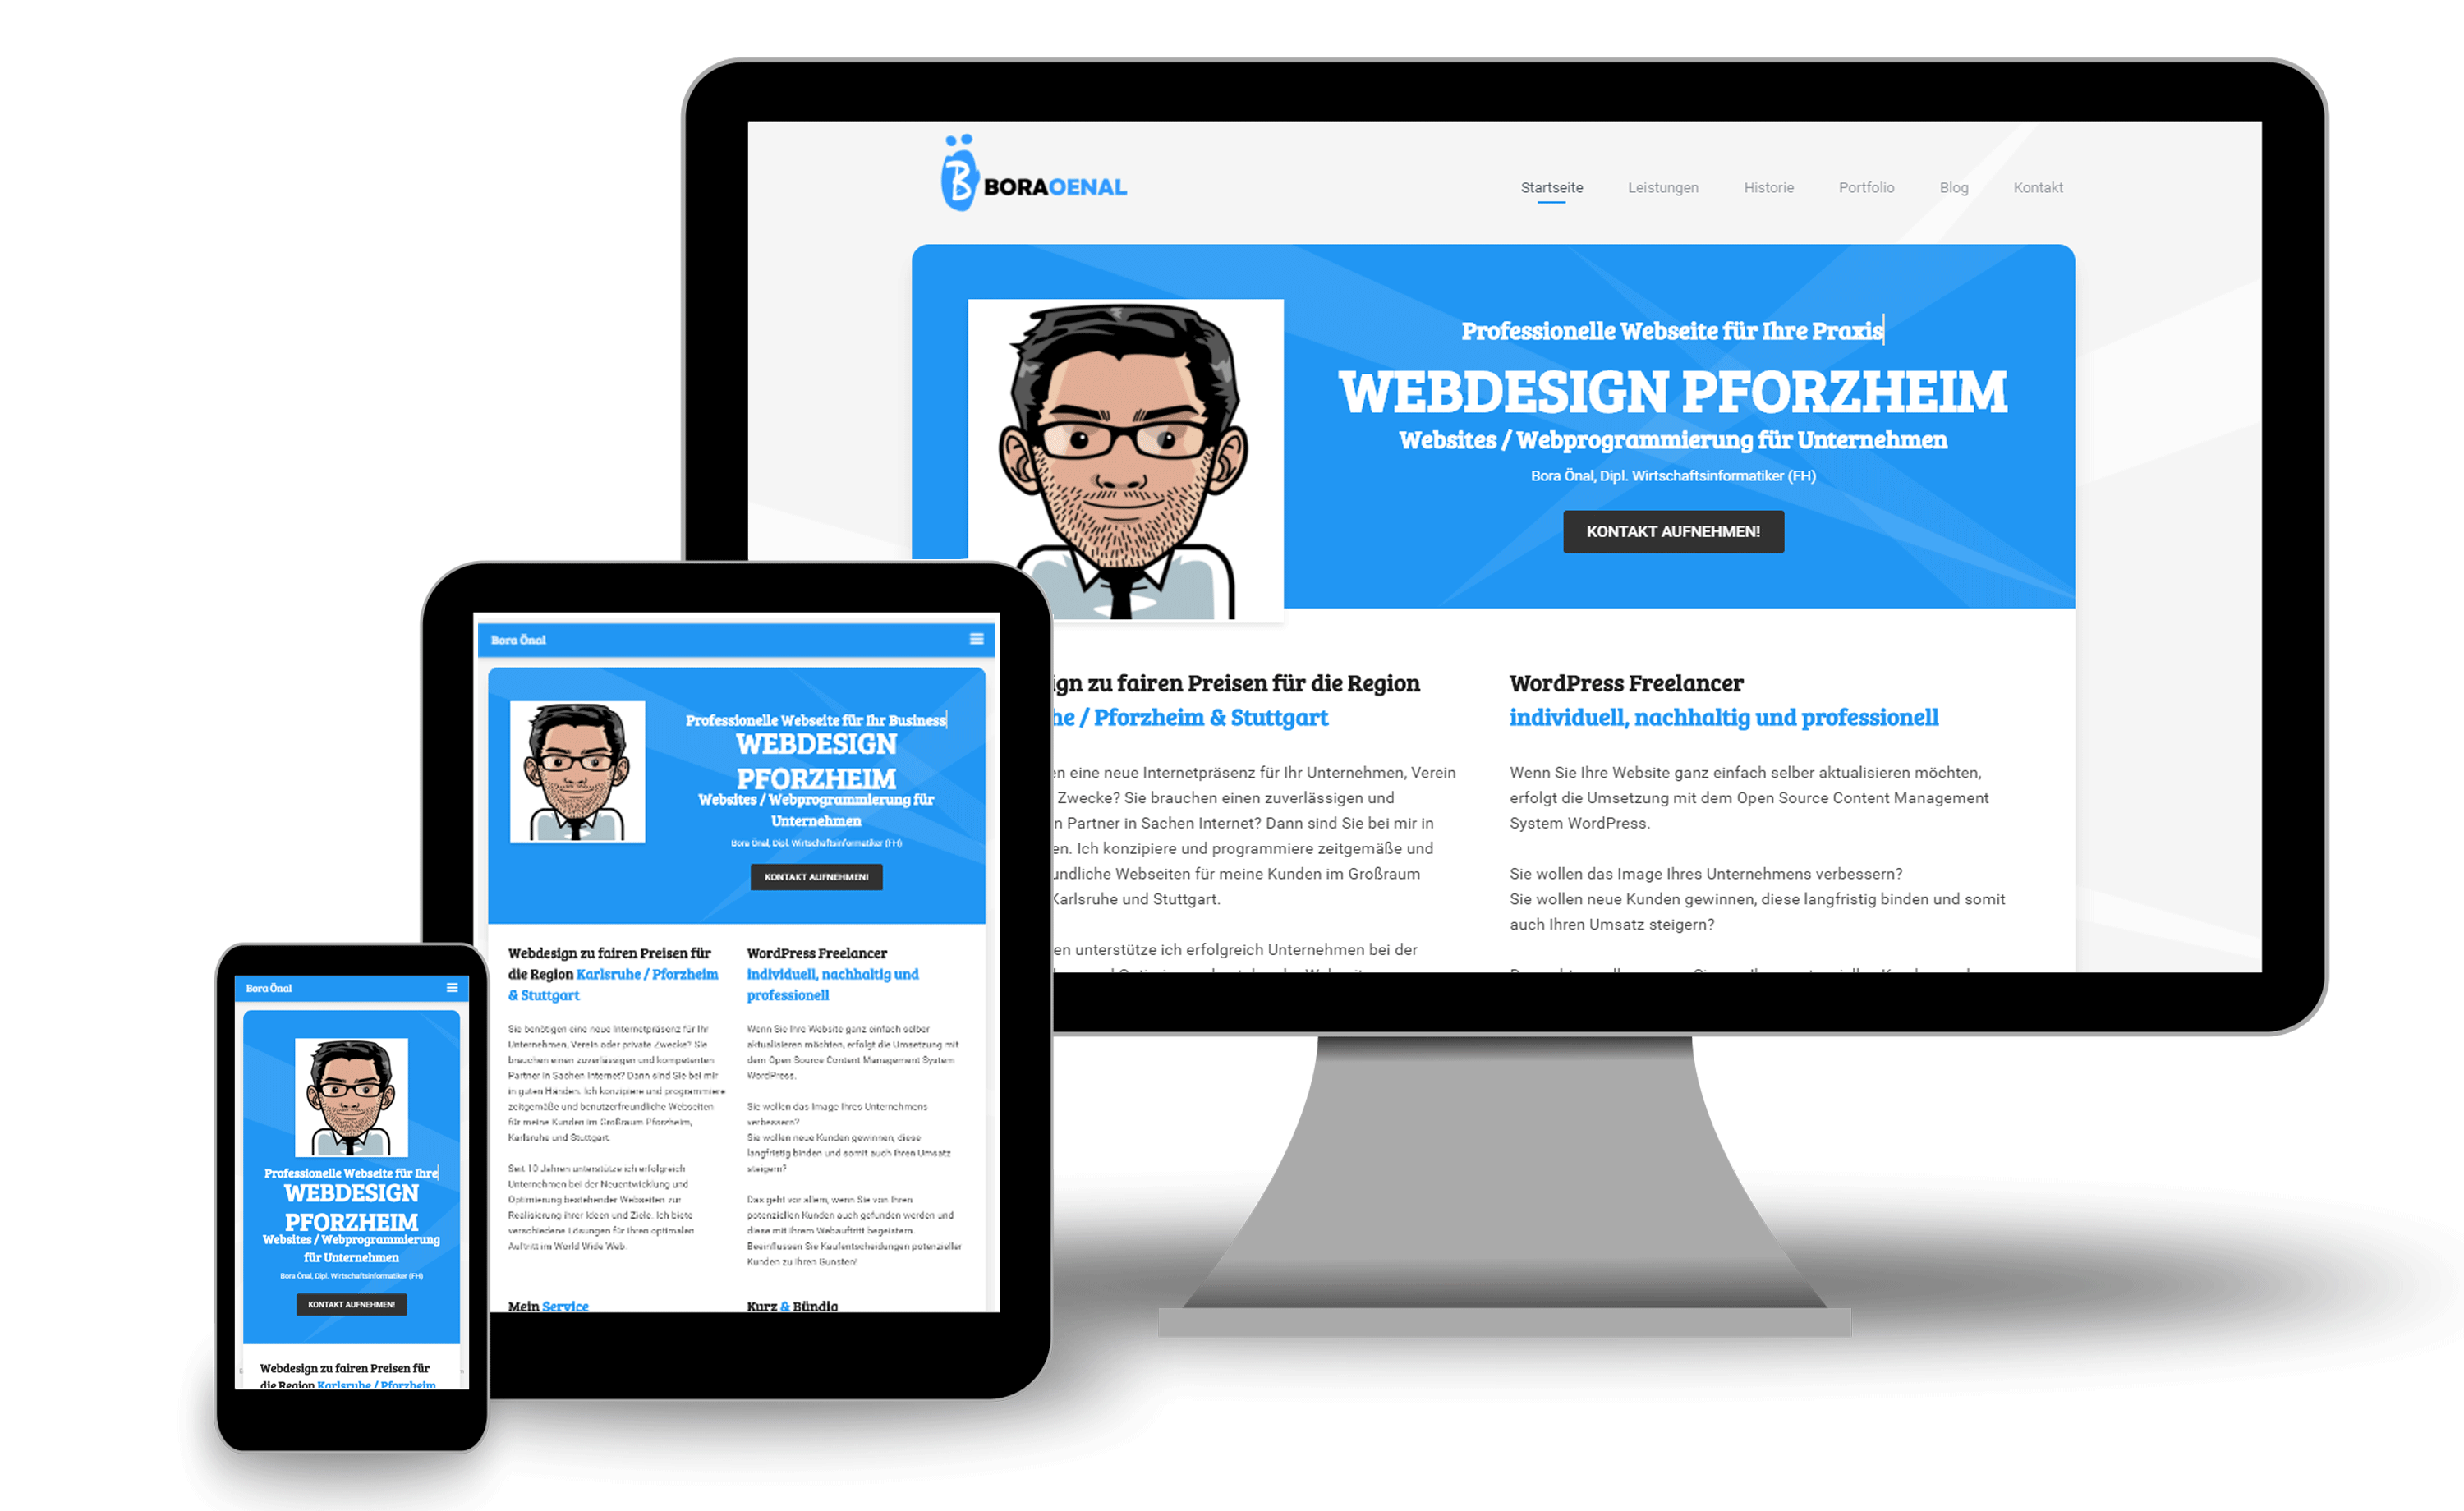 BORAOENAL
Startseite Leistungen Historie Portfolio Blog Kontakt
Professionelle Webseite für Ihre Praxis
WEBDESIGN PFORZHEIM
Websites / Webprogrammierung für Unternehmen
Bora Önal, Dipl. Wirtschaftsinformatiker (FH)
KONTAKT AUFNEHMEN!
zu fairen Preisen für die Region
/ Pforzheim & Stuttgart
eine neue Internetpräsenz für Ihr Unternehmen, Verein
Zwecke? Sie brauchen einen zuverlässigen und
Partner in Sachen Internet? Dann sind Sie bei mir in
Ich konzipiere und programmiere zeitgemäße und
Webseiten für meine Kunden im Großraum
Karlsruhe und Stuttgart.
unterstütze ich erfolgreich Unternehmen bei der
WordPress Freelancer
individuell, nachhaltig und professionell
Wenn Sie Ihre Website ganz einfach selber aktualisieren möchten,
erfolgt die Umsetzung mit dem Open Source Content Management
System WordPress.
Sie wollen das Image Ihres Unternehmens verbessern?
Sie wollen neue Kunden gewinnen, diese langfristig binden und somit
auch Ihren Umsatz steigern?
Bora Önal
Professionelle Webseite für Ihr Business
WEBDESIGN
PFORZHEIM
Websites / Webprogrammierung für
Unternehmen
Bora Önal, Dipl. Wirtschaftsinformatiker (FH)
KONTAKT AUFNEHMEN!
Webdesign zu fairen Preisen für
die Region Karlsruhe / Pforzheim
& Stuttgart
Sie benötigen eine neue Internetpräsenz für Ihr
Unternehmen, Verein oder private Zwecke? Sie
brauchen einen zuverlässigen und kompetenten
Partner in Sachen Internet? Dann sind Sie bei mir
in guten Händen. Ich konzipiere und programmiere
zeitgemäße und benutzerfreundliche Webseiten
für meine Kunden im Großraum Pforzheim,
Karlsruhe und Stuttgart.
Seit 10 Jahren unterstütze ich erfolgreich
Unternehmen bei der Neuentwicklung und
Optimierung bestehender Webseiten zur
Realisierung ihrer Ideen und Ziele. Ich biete
verschiedene Lösungen für Ihren optimalen
Auftritt im World Wide Web.
Mein Service
WordPress Freelancer
individuell, nachhaltig und
professionell
Wenn Sie Ihre Website ganz einfach selber
aktualisieren möchten, erfolgt die Umsetzung mit
dem Open Source Content Management System
WordPress.
Sie wollen das Image Ihres Unternehmens
verbessern?
Sie wollen neue Kunden gewinnen, diese
langfristig binden und somit auch Ihren Umsatz
steigern?
Das geht vor allem, wenn Sie von Ihren
potenziellen Kunden auch gefunden werden und
diese mit Ihrem Webauftritt begeistern.
Beeinflussen Sie Kaufentscheidungen potenzieller
Kunden zu Ihren Gunsten!
Kurz & Bündig
Bora Önal
Professionelle Webseite für Ihre
WEBDESIGN
PFORZHEIM
Websites / Webprogrammierung
für Unternehmen
Bora Önal, Dipl. Wirtschaftsinformatiker (FH)
KONTAKT AUFNEHMEN!
Webdesign zu fairen Preisen für
die Region Karlsruhe / Pforzheim